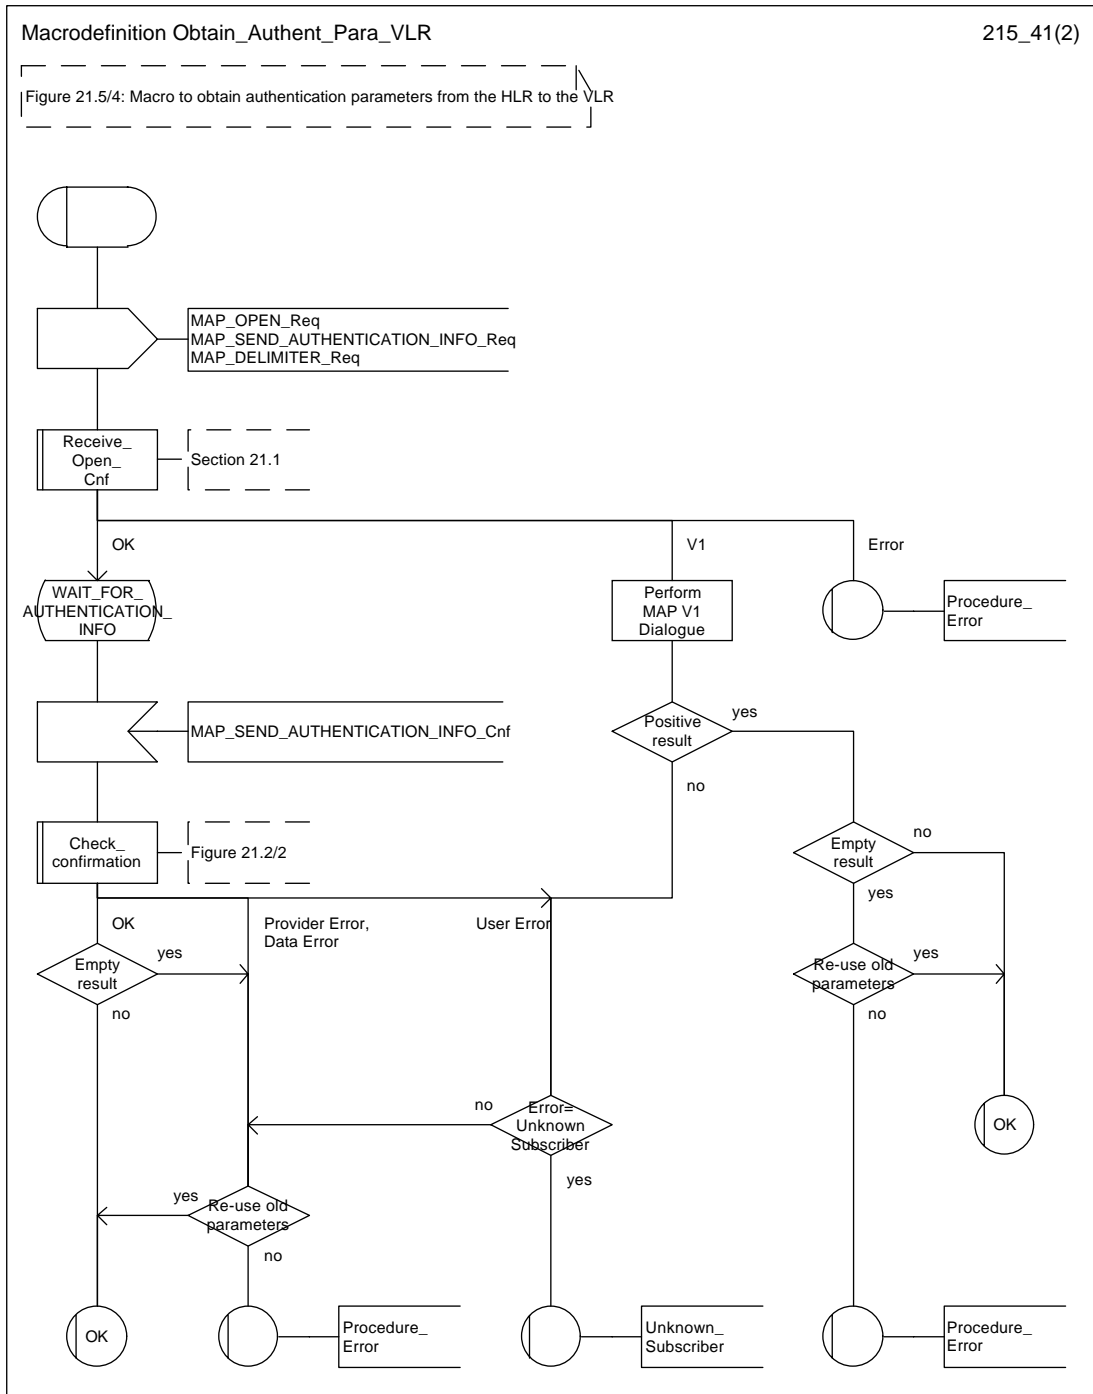 Macrodefinition Obtain_Authent_Para_VLR
215_41(2)
Figure 21.5/4: Macro to obtain authentication parameters from the HLR to the VLR
MAP_OPEN_Req
MAP_SEND_AUTHENTICATION_INFO_Req
MAP_DELIMITER_Req
Receive_
Open_
Cnf
Section 21.1
OK
V1
Error
WAIT_FOR_
AUTHENTICATION_
INFO
Perform
MAP V1
Dialogue
Procedure_
Error
MAP_SEND_AUTHENTICATION_INFO_Cnf
Positive
result
yes
no
Check_
confirmation
Figure 21.2/2
Empty
result
no
yes
OK
Provider Error,
Data Error
User Error
Empty
result
yes
no
Re-use old
parameters
yes
no
OK
Error=
Unknown
Subscriber
no
yes
Re-use old
parameters
yes
no
OK
Procedure_
Error
Unknown_
Subscriber
Procedure_
Error